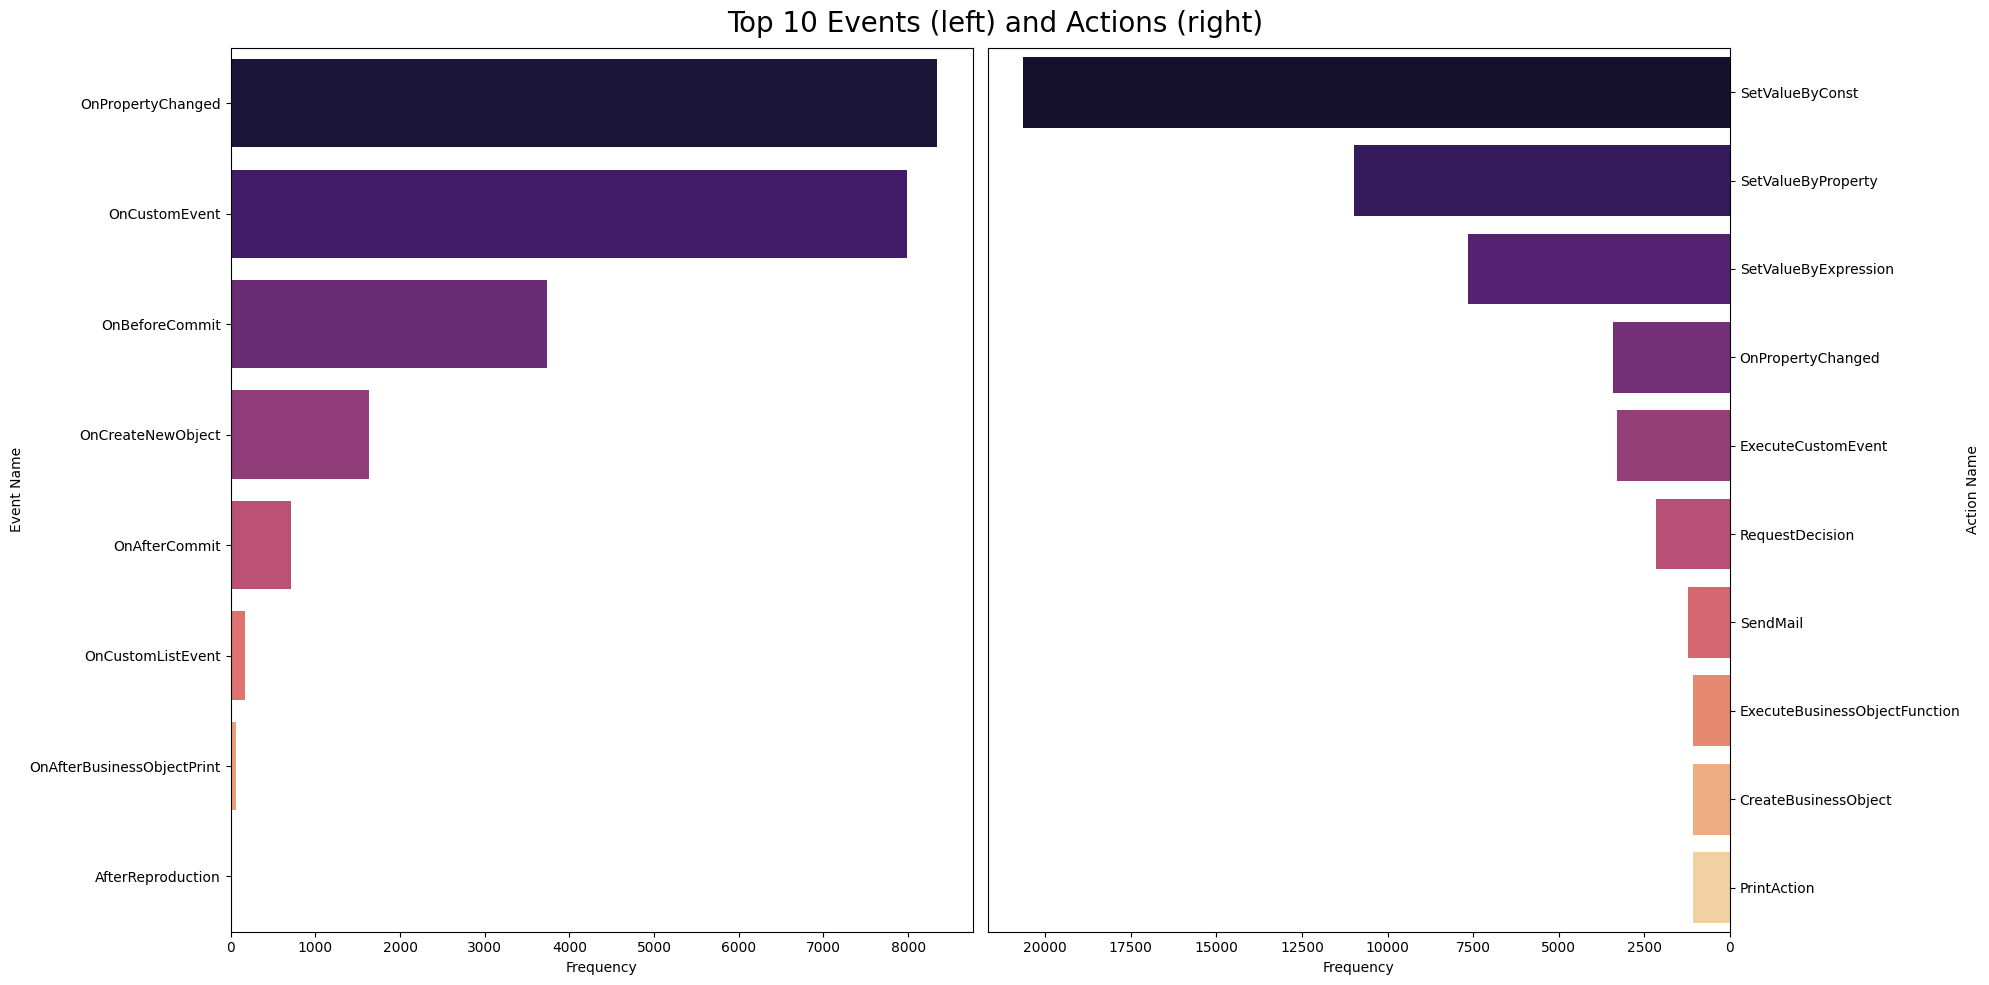 Top 10 Events (left) and Actions (right)
Event Name
OnPropertyChanged
OnCustomEvent
OnBeforeCommit
OnCreateNewObject
OnAfterCommit
OnCustomListEvent
OnAfterBusinessObjectPrint
AfterReproduction
0 1000 2000 3000 4000 5000 6000 7000 8000
Frequency
20000 17500 15000 12500 10000 7500 5000 2500 0
Frequency
SetValueByConst
SetValueByProperty
SetValueByExpression
OnPropertyChanged
ExecuteCustomEvent
RequestDecision
SendMail
ExecuteBusinessObjectFunction
CreateBusinessObject
PrintAction
Action Name